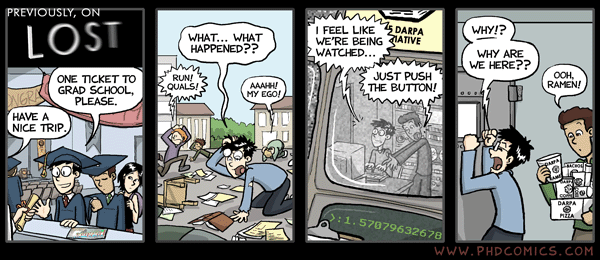 PREVIOUSLY, ON
LOST
ONE TICKET TO
GRAD SCHOOL,
PLEASE.
HAVE A
NICE TRIP.
WHAT... WHAT
HAPPENED??
RUN!
QUALS!
AAAHH!
MY EGO!
DARPA
I FEEL LIKE
WE'RE BEING
WATCHED...
JUST PUSH
THE BUTTON!
>:1.57079632678
WHY!?
WHY ARE
WE HERE??
OOH,
RAMEN!
DARPA
DARPA
PIZZA
WWW.PHDCOMICS.COM